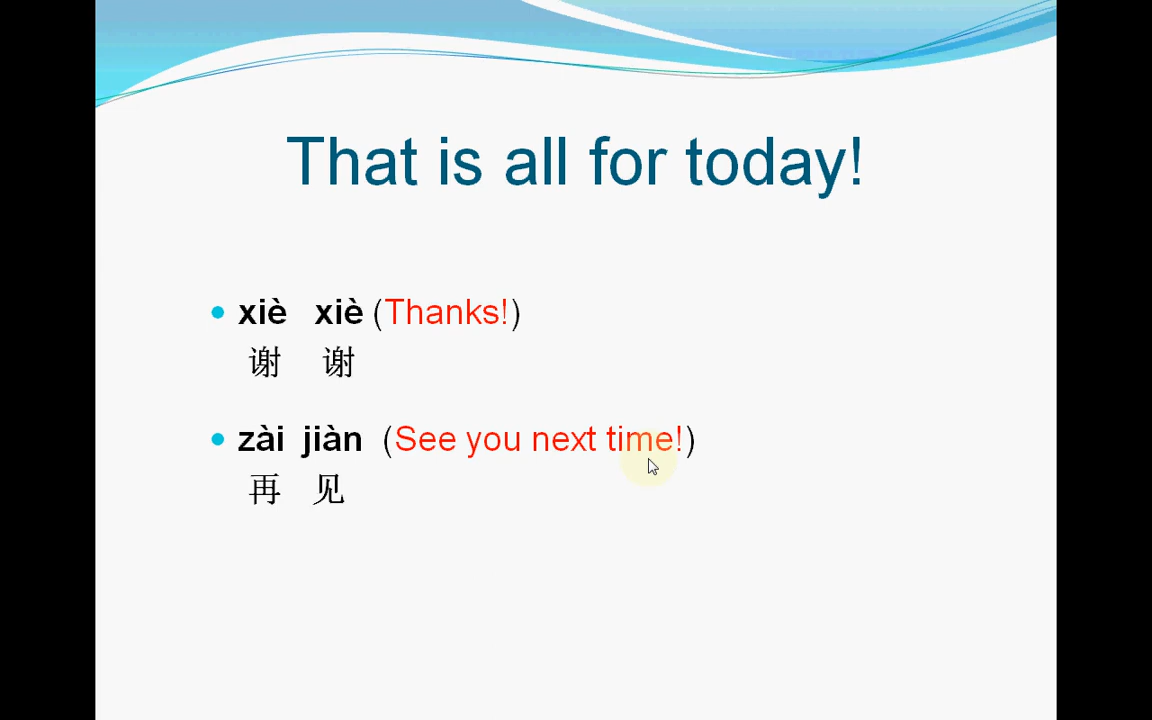 That is all for today!
• xiè xiè (Thanks!)
谢 谢
• zài jiàn (See you next time!)
再 见